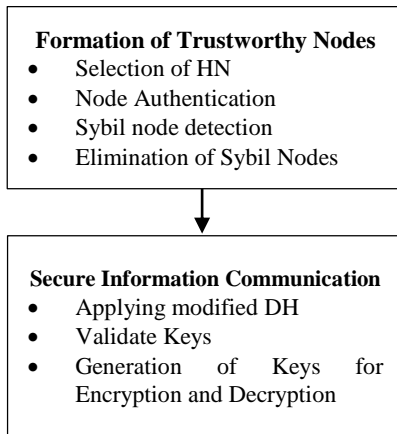 Formation of Trustworthy Nodes
• Selection of HN
• Node Authentication
• Sybil node detection
• Elimination of Sybil Nodes
Secure Information Communication
• Applying modified DH
• Validate Keys
• Generation of Keys for
Encryption and Decryption